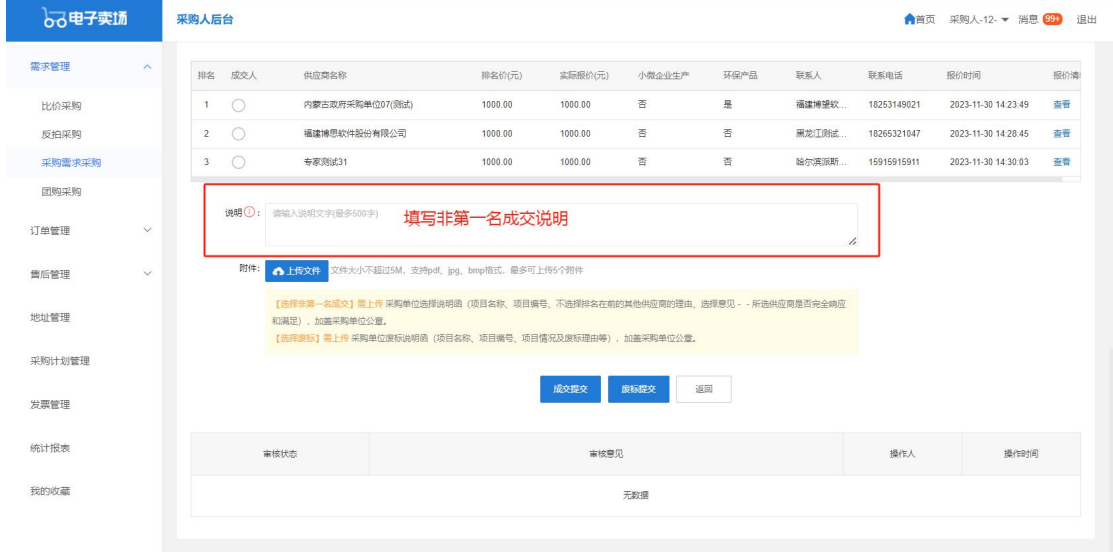 电子卖场
采购人后台
首页 采购人-12- 消息 99+ 退出
需求管理
比价采购
反拍采购
采购需求采购
团购采购
订单管理
售后管理
地址管理
采购计划管理
发票管理
统计报表
我的收藏
排名 成交人 供应商名称 排名价(元) 实际报价(元) 小微企业生产 环保产品 联系人 联系电话 报价时间 报价清
1 内蒙古政府采购单位07(测试) 1000.00 1000.00 否 是 福建博望软... 18253149021 2023-11-30 14:23:49 查看
2 福建博思软件股份有限公司 1000.00 1000.00 否 否 黑龙江测试... 18265321047 2023-11-30 14:28:45 查看
3 专家测试31 1000.00 1000.00 否 否 哈尔滨派斯... 15915915911 2023-11-30 14:30:03 查看
说明: 请输入说明文字(最多500字) 填写非第一名成交说明
附件: 上传文件 文件大小不超过5M，支持pdf、jpg、bmp格式，最多可上传5个附件
【选择非第一名成交】需上传 采购单位选择说明函（项目名称、项目编号、不选择排名在前的其他供应商的理由、选择意见 - - 所选供应商是否完全响应
和满足），加盖采购单位公章。
【选择废标】需上传 采购单位废标说明函（项目名称、项目编号、项目情况及废标理由等），加盖采购单位公章。
成交提交 废标提交 返回
审核状态 审核意见 操作人 操作时间
无数据